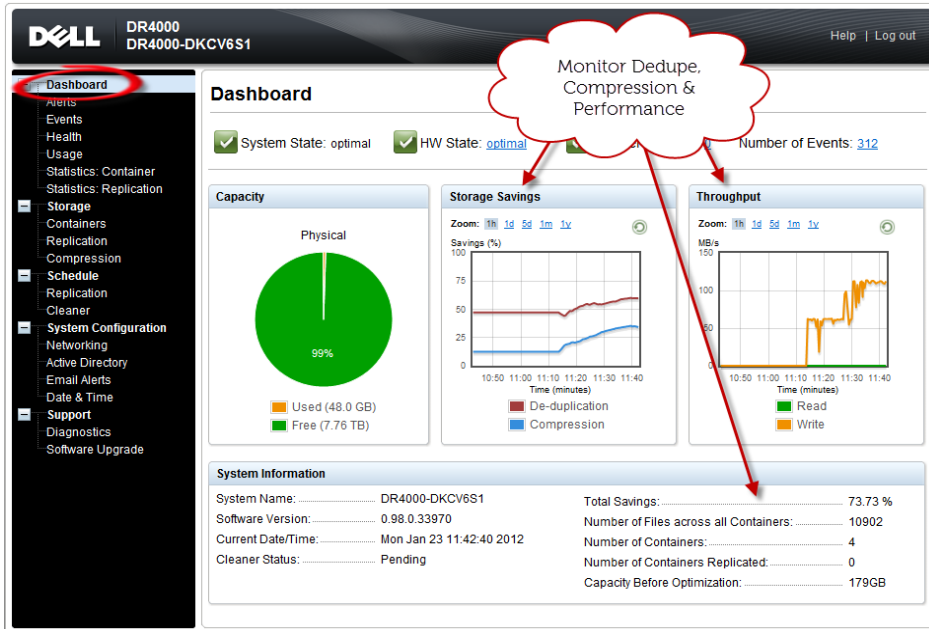 DELL
DR4000
DR4000-DKCV6S1
Help | Log out
Monitor Dedupe,
Compression &
Performance
Dashboard
Alerts
Events
Health
Usage
Statistics: Container
Statistics: Replication
Storage
Containers
Replication
Compression
Schedule
Replication
Cleaner
System Configuration
Networking
Active Directory
Email Alerts
Date & Time
Support
Diagnostics
Software Upgrade
Dashboard
System State: optimal
HW State: optimal
Number of Events: 312
Capacity
Physical
99%
Used (48.0 GB)
Free (7.76 TB)
Storage Savings
Zoom: 1h 1d 5d 1m 1y
Savings (%)
100
75
50
25
0
10:50 11:00 11:10 11:20 11:30 11:40
Time (minutes)
De-duplication
Compression
Throughput
Zoom: 1h 1d 5d 1m 1y
MB/s
150
100
50
0
10:50 11:00 11:10 11:20 11:30 11:40
Time (minutes)
Read
Write
System Information
System Name: DR4000-DKCV6S1
Software Version: 0.98.0.33970
Current Date/Time: Mon Jan 23 11:42:40 2012
Cleaner Status: Pending
Total Savings: 73.73 %
Number of Files across all Containers: 10902
Number of Containers: 4
Number of Containers Replicated: 0
Capacity Before Optimization: 179GB